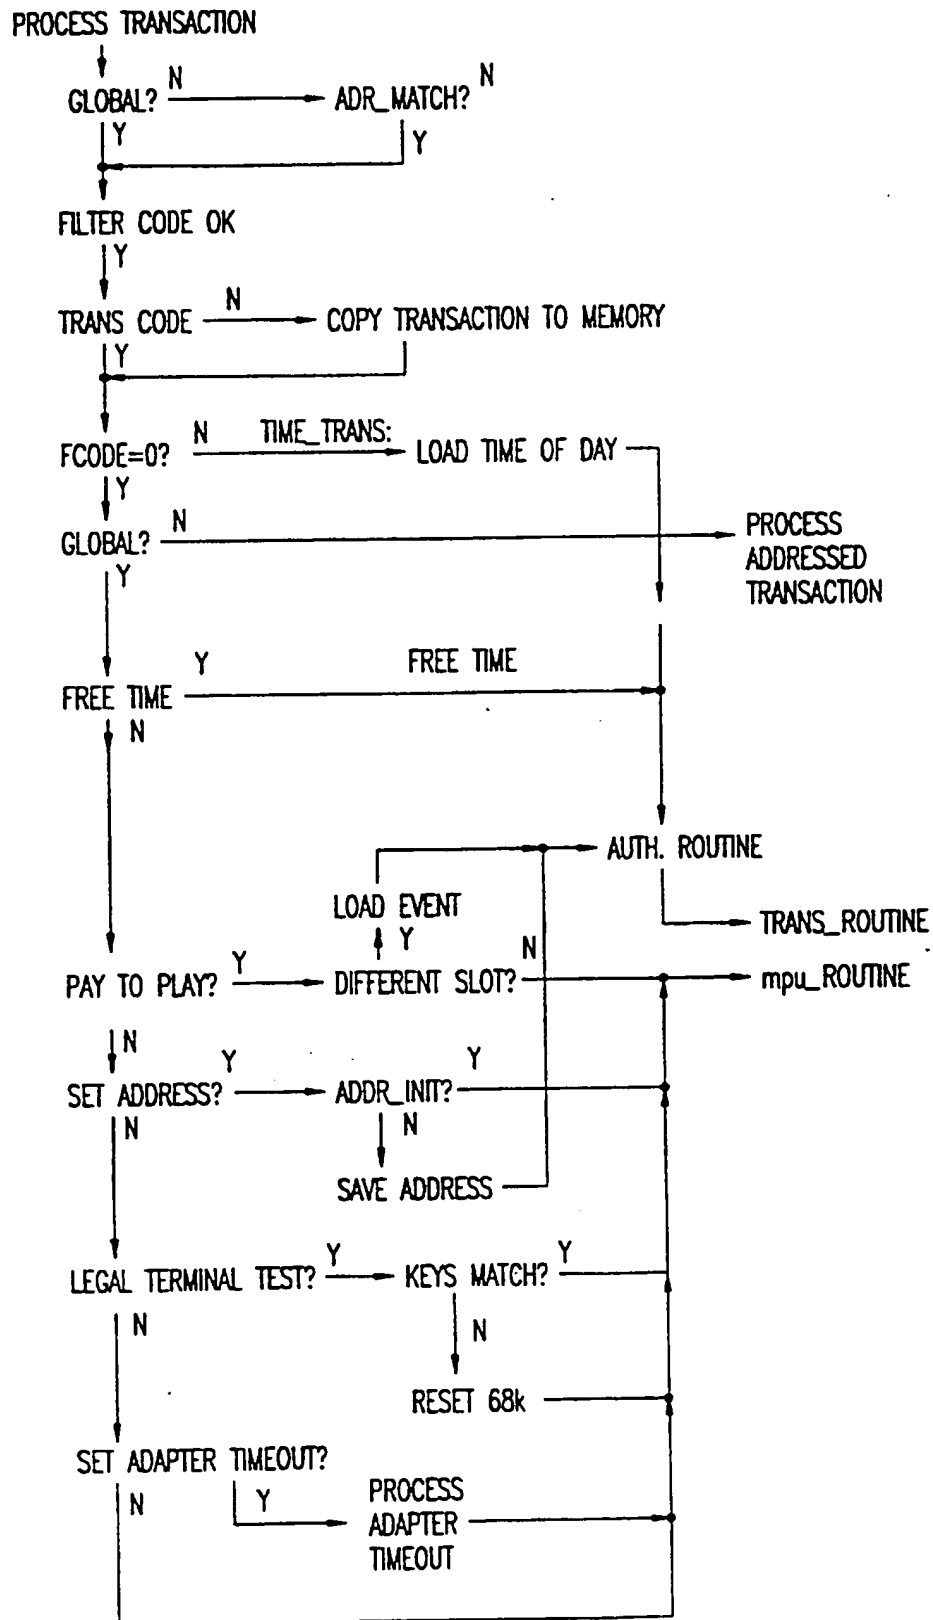 PROCESS TRANSACTION
GLOBAL? N ADR_MATCH? N
Y Y
FILTER CODE OK
Y
TRANS CODE N COPY TRANSACTION TO MEMORY
Y
FCODE=0? N TIME_TRANS: LOAD TIME OF DAY
Y
GLOBAL? N PROCESS
ADDRESSED
TRANSACTION
Y
FREE TIME Y FREE TIME
N
AUTH. ROUTINE
LOAD EVENT
TRANS_ROUTINE
Y N
PAY TO PLAY? Y DIFFERENT SLOT? mpu_ROUTINE
N
SET ADDRESS? Y ADDR_INIT? Y
N N
SAVE ADDRESS
LEGAL TERMINAL TEST? Y KEYS MATCH? Y
N N
RESET 68k
SET ADAPTER TIMEOUT?
N Y PROCESS
ADAPTER
TIMEOUT